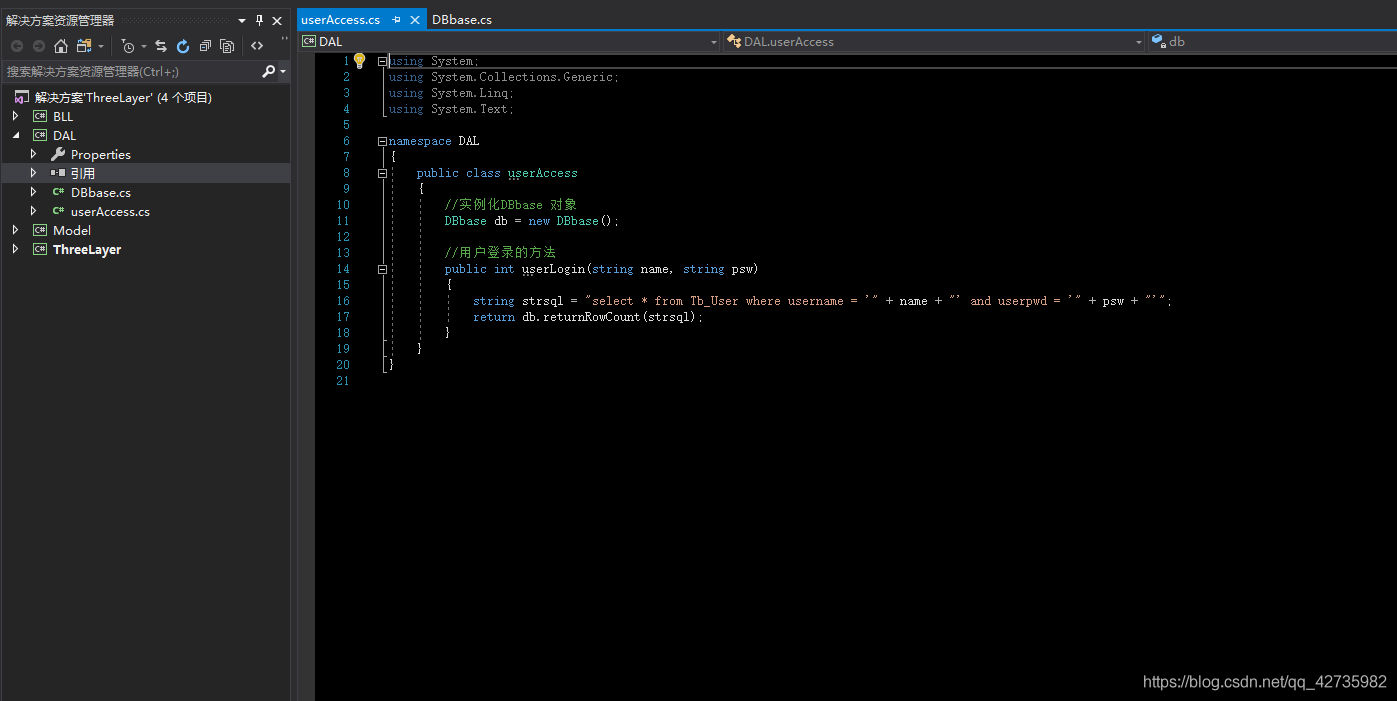 解决方案资源管理器
搜索解决方案资源管理器(Ctrl+;)
解决方案'ThreeLayer' (4 个项目)
BLL
DAL
Properties
引用
DBbase.cs
userAccess.cs
Model
ThreeLayer
userAccess.cs
DBbase.cs
DAL
DAL.userAccess
db
1 using System;
2 using System.Collections.Generic;
3 using System.Linq;
4 using System.Text;
5
6 namespace DAL
7 {
8 public class userAccess
9 {
10 //实例化DBbase 对象
11 DBbase db = new DBbase();
12
13 //用户登录的方法
14 public int userLogin(string name, string psw)
15 {
16 string strsql = "select * from Tb_User where username = '" + name + "' and userpwd = '" + psw + "'";
17 return db.returnRowCount(strsql);
18 }
19 }
20 }
21
https://blog.csdn.net/qq_42735982